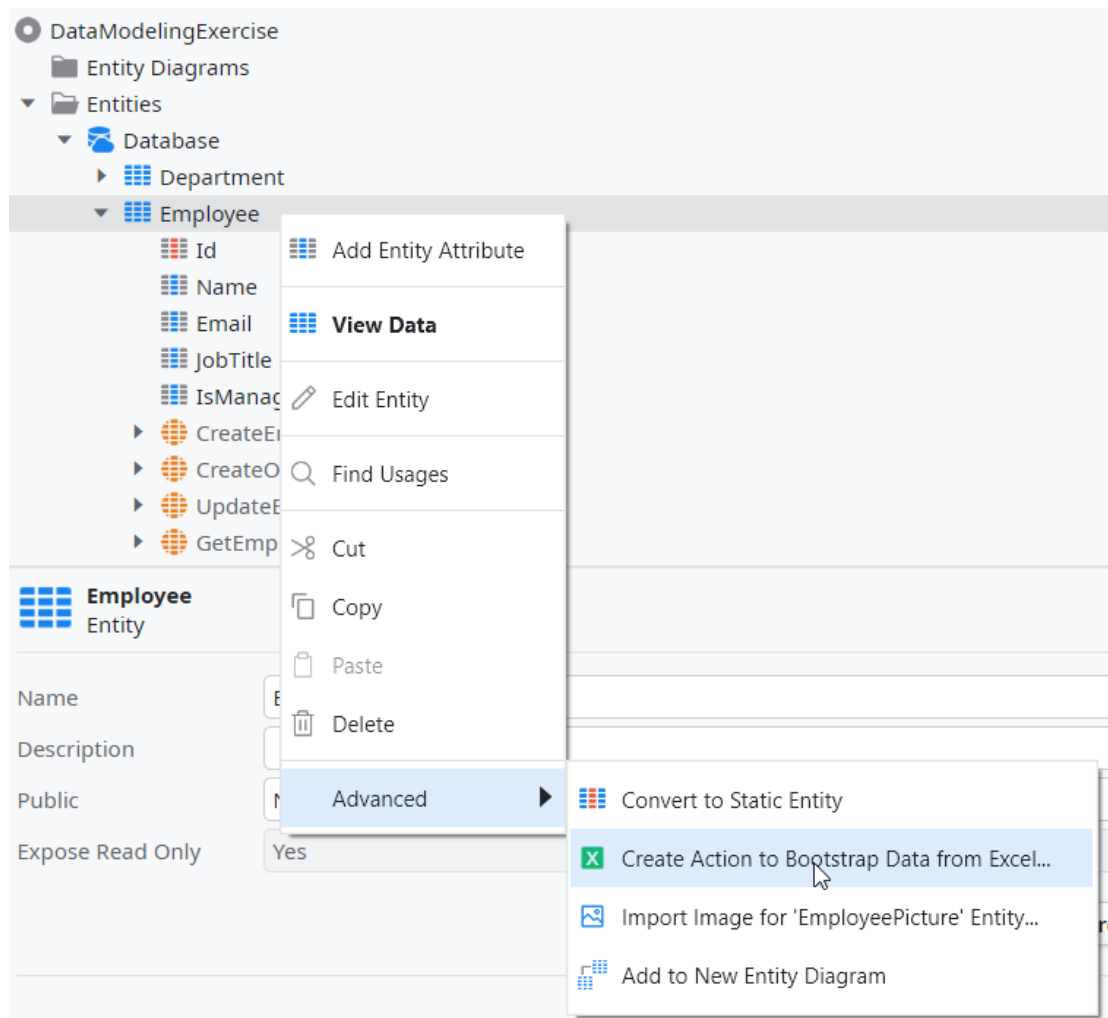 DataModelingExercise
Entity Diagrams
Entities
Database
Department
Employee
Id
Name
Email
JobTitle
IsManag
CreateE
CreateO
UpdateE
GetEmp
Add Entity Attribute
View Data
Edit Entity
Find Usages
Cut
Copy
Paste
Delete
Advanced
Convert to Static Entity
Create Action to Bootstrap Data from Excel...
Import Image for 'EmployeePicture' Entity...
Add to New Entity Diagram
Employee
Entity
Name
Description
Public
Expose Read Only
Yes